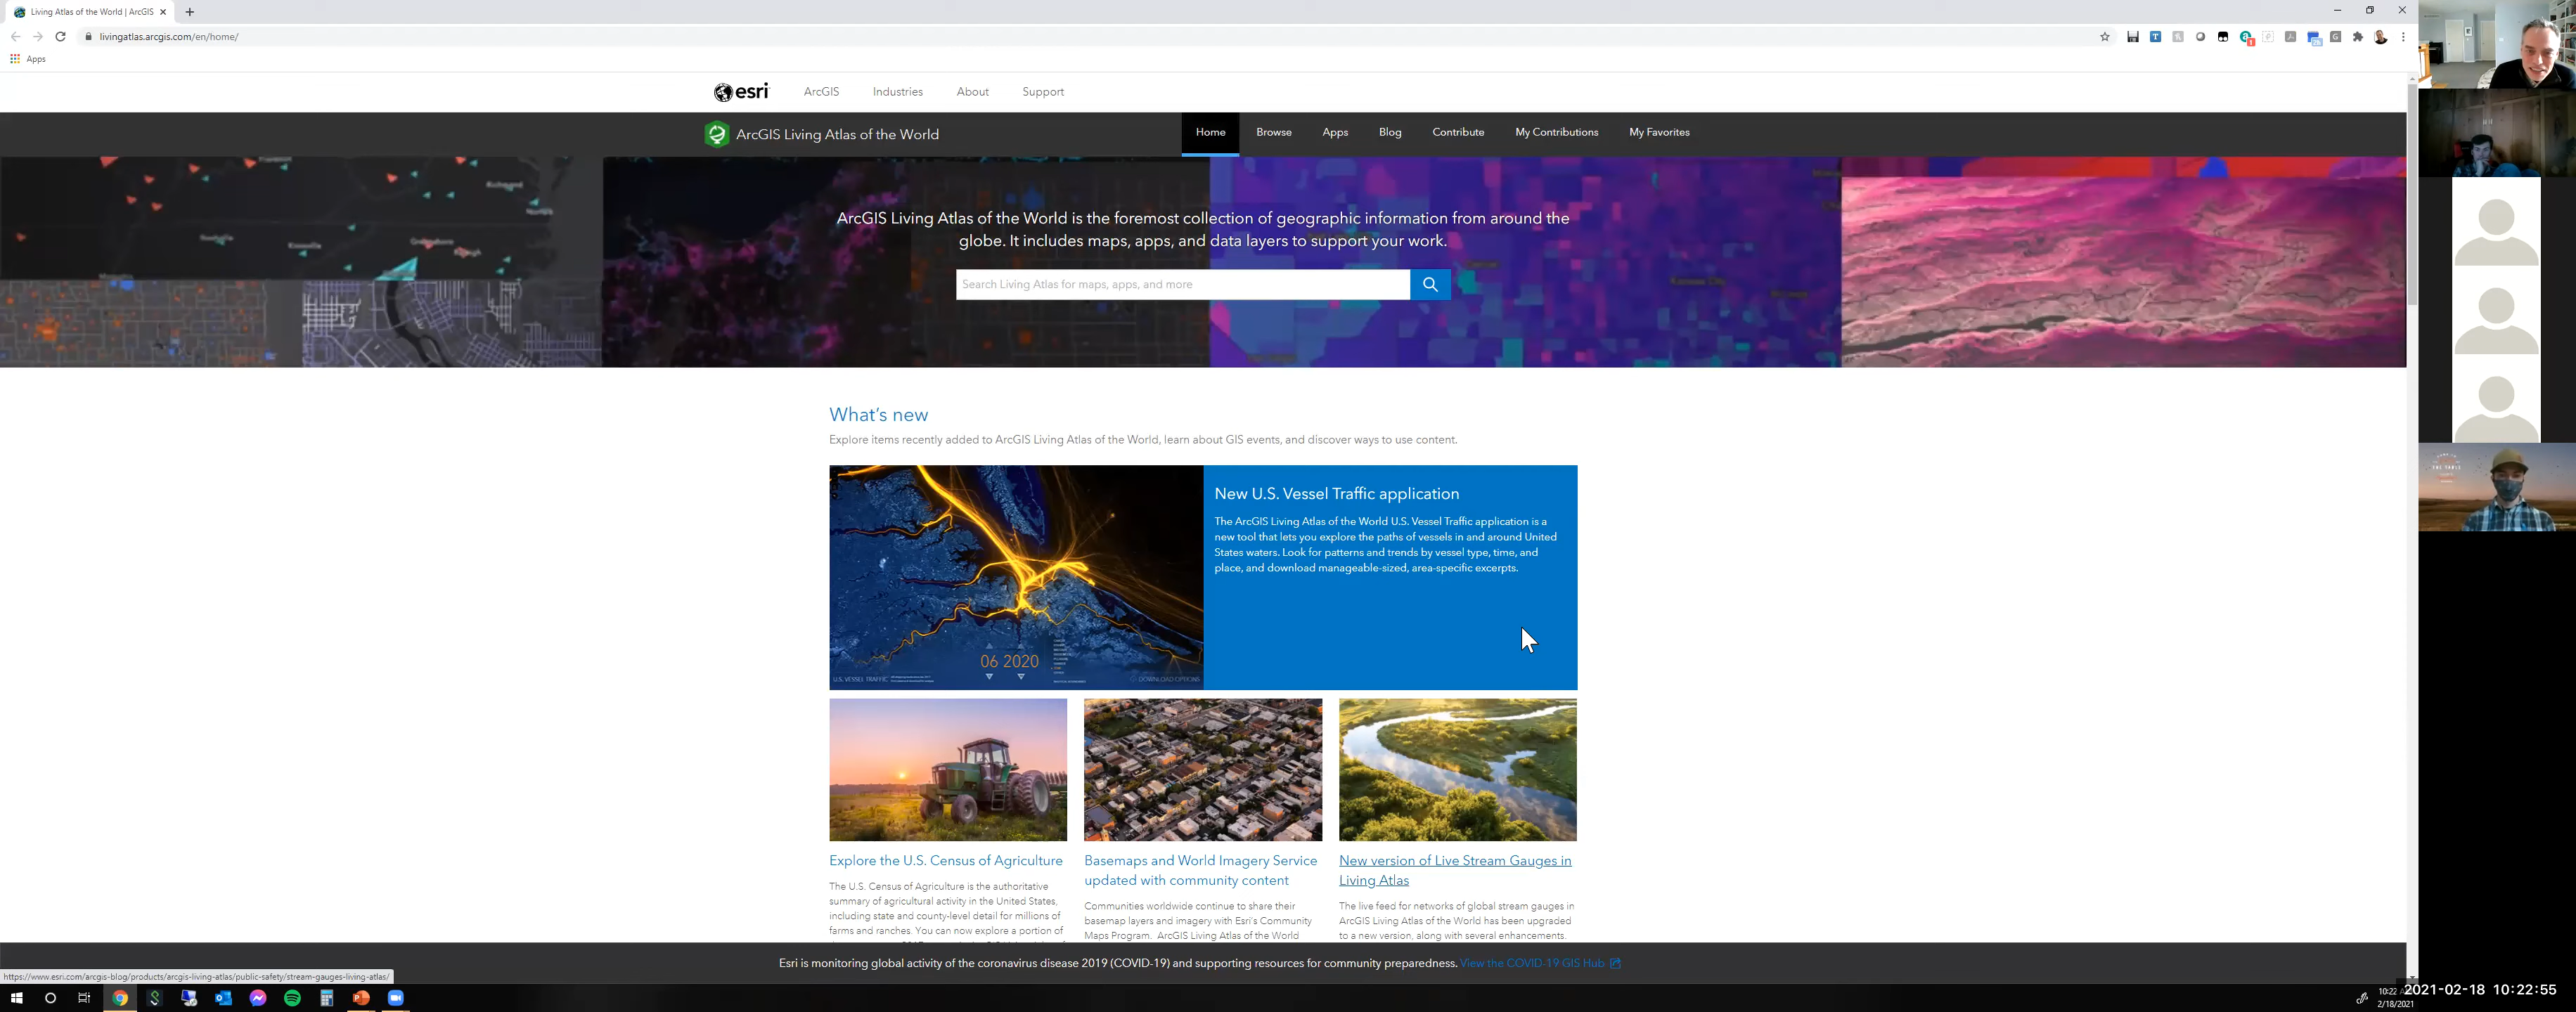 Living Atlas of the World | ArcGIS
livingatlas.arcgis.com/en/home/
Apps
esri
ArcGIS
Industries
About
Support
ArcGIS Living Atlas of the World
Home
Browse
Apps
Blog
Contribute
My Contributions
My Favorites
ArcGIS Living Atlas of the World is the foremost collection of geographic information from around the
globe. It includes maps, apps, and data layers to support your work.
Search Living Atlas for maps, apps, and more
What's new
Explore items recently added to ArcGIS Living Atlas of the World, learn about GIS events, and discover ways to use content.
06 2020
U.S. VESSEL TRAFFIC
DOWNLOAD OPTIONS
New U.S. Vessel Traffic application
The ArcGIS Living Atlas of the World U.S. Vessel Traffic application is a
new tool that lets you explore the paths of vessels in and around United
States waters. Look for patterns and trends by vessel type, time, and
place, and download manageable-sized, area-specific excerpts.
Explore the U.S. Census of Agriculture
The U.S. Census of Agriculture is the authoritative
summary of agricultural activity in the United States,
including state and county-level detail for millions of
farms and ranches. You can now explore a portion of
Basemaps and World Imagery Service
updated with community content
Communities worldwide continue to share their
basemap layers and imagery with Esri's Community
Maps Program. ArcGIS Living Atlas of the World
New version of Live Stream Gauges in
Living Atlas
The live feed for networks of global stream gauges in
ArcGIS Living Atlas of the World has been upgraded
to a new version, along with several enhancements.
Esri is monitoring global activity of the coronavirus disease 2019 (COVID-19) and supporting resources for community preparedness. View the COVID-19 GIS Hub
https://www.esri.com/arcgis-blog/products/arcgis-living-atlas/public-safety/stream-gauges-living-atlas/
10:22
2/18/2021
2021-02-18 10:22:55